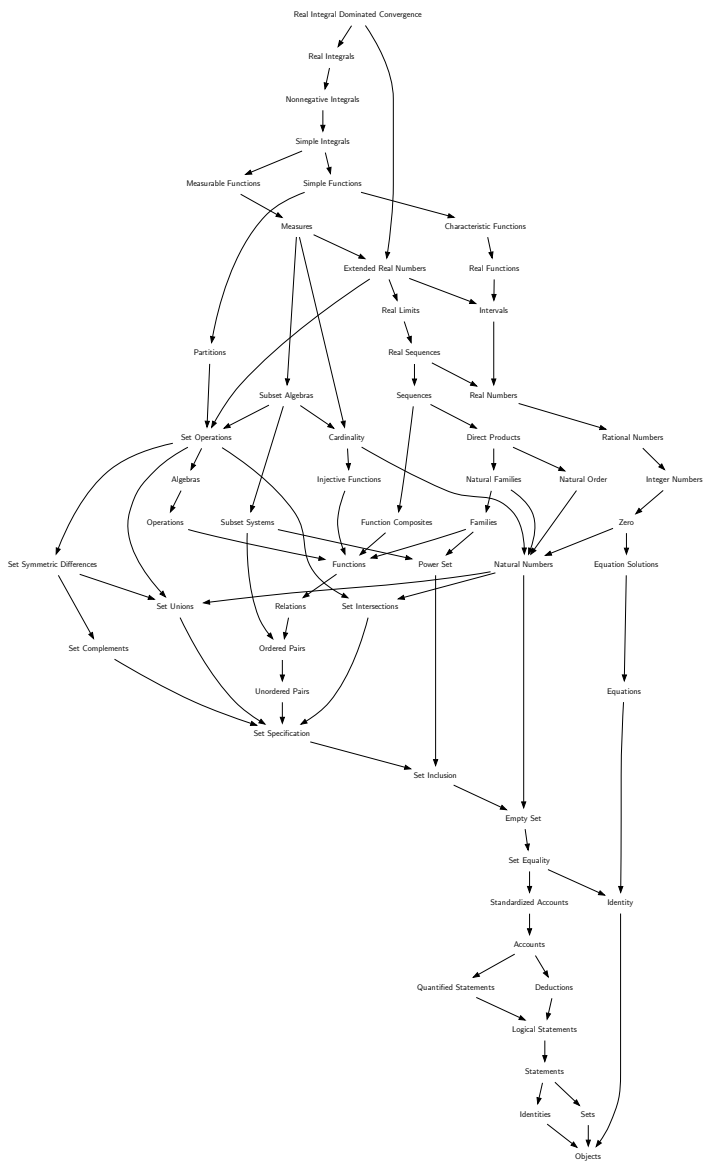 Real Integral Dominated Convergence
Real Integrals
Nonnegative Integrals
Simple Integrals
Measurable Functions
Simple Functions
Measures
Characteristic Functions
Extended Real Numbers
Real Functions
Real Limits
Intervals
Partitions
Real Sequences
Subset Algebras
Sequences
Real Numbers
Set Operations
Cardinality
Direct Products
Rational Numbers
Algebras
Injective Functions
Natural Families
Natural Order
Integer Numbers
Operations
Subset Systems
Function Composites
Families
Zero
Set Symmetric Differences
Functions
Power Set
Natural Numbers
Equation Solutions
Set Unions
Relations
Set Intersections
Set Complements
Ordered Pairs
Unordered Pairs
Equations
Set Specification
Set Inclusion
Empty Set
Set Equality
Standardized Accounts
Identity
Accounts
Quantified Statements
Deductions
Logical Statements
Statements
Identities
Sets
Objects